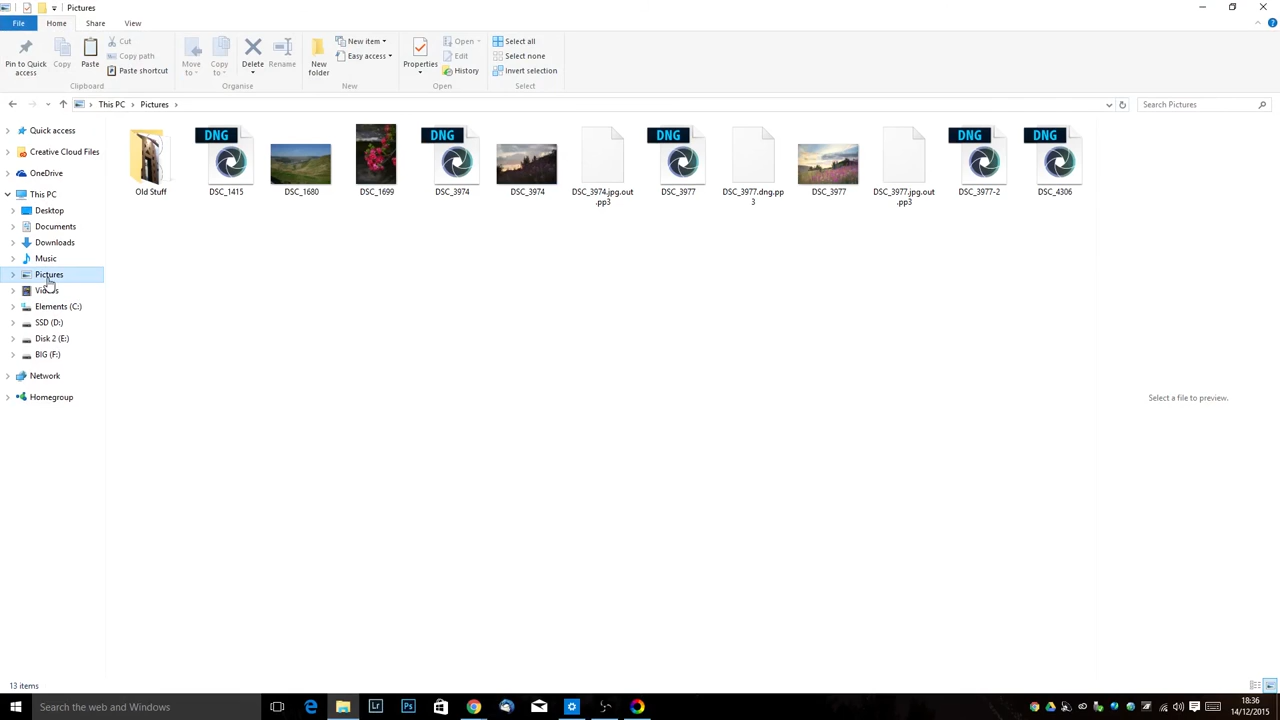 Pictures
File Home Share View
Pin to Quick access
Copy
Paste
Cut
Copy path
Paste shortcut
Clipboard
Move to
Copy to
Delete
Rename
Organise
New folder
New item
Easy access
New
Properties
Open
Edit
History
Open
Select all
Select none
Invert selection
Select
This PC Pictures
Search Pictures
Quick access
Creative Cloud Files
OneDrive
This PC
Desktop
Documents
Downloads
Music
Pictures
Elements (C:)
SSD (D:)
Disk 2 (E:)
BIG (F:)
Network
Homegroup
DNG DNG DNG DNG DNG
Old Stuff DSC_1415 DSC_1680 DSC_1699 DSC_3974 DSC_3974 DSC_3974.jpg.out DSC_3977 DSC_3977.dng.pp DSC_3977 DSC_3977.jpg.out DSC_3977-2 DSC_4306
.pp3 3 .pp3
Select a file to preview.
13 items
Search the web and Windows
Lr
Ps
18:36
14/12/2015